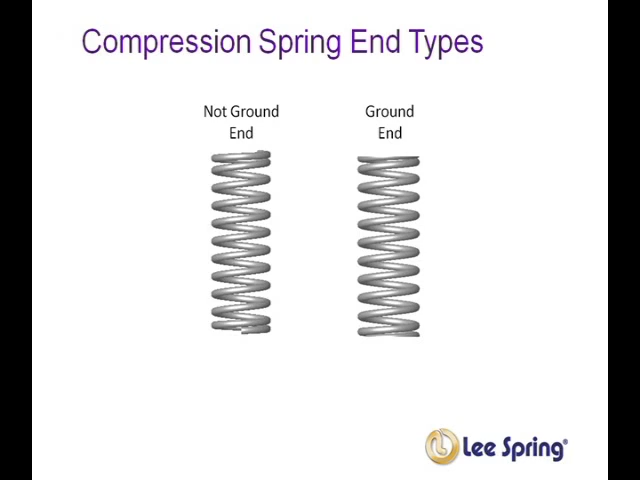 Compression Spring End Types
Not Ground
End
Ground
End
Lee Spring®